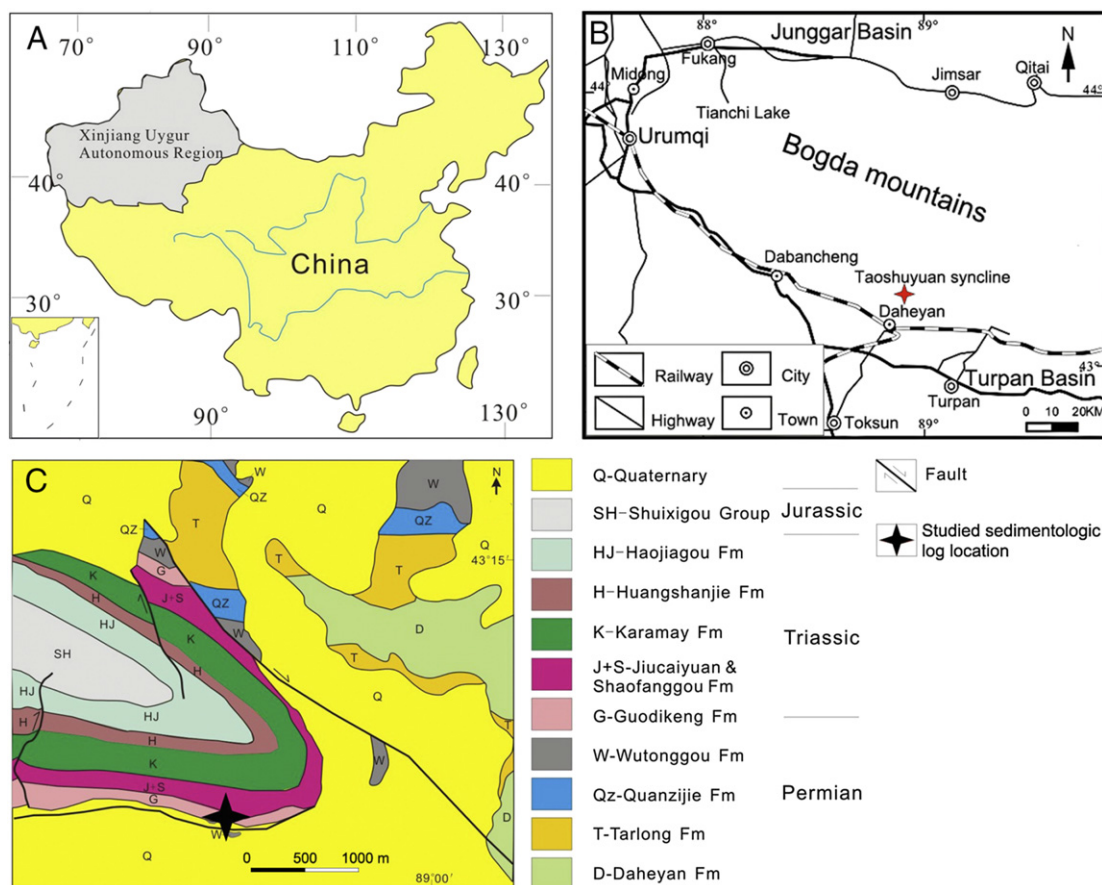 A
70°
90°
110°
130°
Xinjiang Uygur
Autonomous Region
40°
40°
China
30°
30°
90°
130°
B
88°
89°
Junggar Basin
N
Fukang
Midong
Jimsar
Qitai
44°
44°
Tianchi Lake
Urumqi
Bogda mountains
Dabancheng
Taoshuyuan syncline
Daheyan
43°
Turpan Basin
Turpan
Toksun
89°
0 10 20KM
Railway
City
Highway
Town
C
N
Q
T
W
QZ
Q
W
QZ
T
Q
43°15'
QZ
W
G
J+S
QZ
W
K
H
HJ
SH
K
H
T
D
T
Q
HJ
H
HJ
H
K
J+S
G
W
W
T
D
Q
0 500 1000 m
89°00'
Q-Quaternary
SH-Shuixigou Group
Jurassic
HJ-Haojiagou Fm
H-Huangshanjie Fm
K-Karamay Fm
Triassic
J+S-Jiucaiyuan &
Shaofanggou Fm
G-Guodikeng Fm
W-Wutonggou Fm
Qz-Quanzijie Fm
Permian
T-Tarlong Fm
D-Daheyan Fm
Fault
Studied sedimentologic
log location